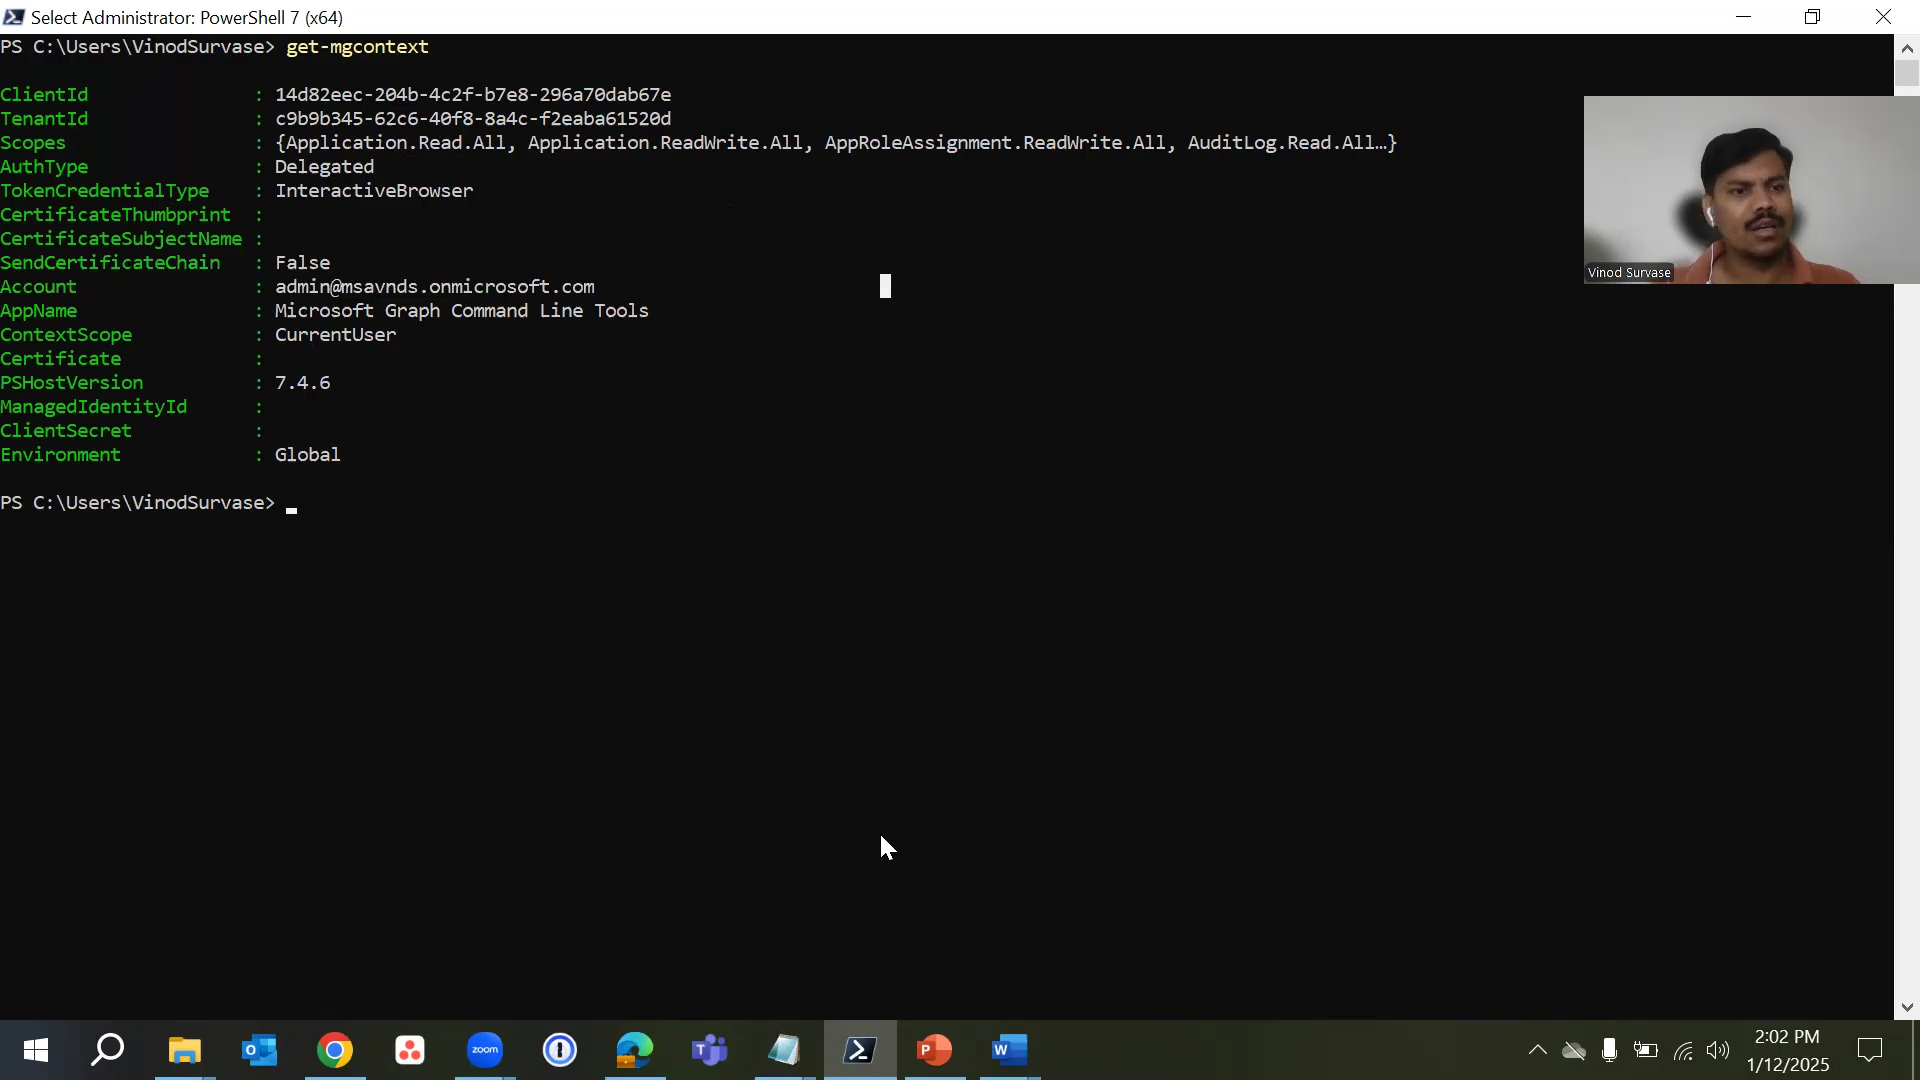 Select Administrator: PowerShell 7 (x64)
PS C:\Users\VinodSurvase> get-mgcontext
ClientId : 14d82eec-204b-4c2f-b7e8-296a70dab67e
TenantId : c9b9b345-62c6-40f8-8a4c-f2eaba61520d
Scopes : {Application.Read.All, Application.ReadWrite.All, AppRoleAssignment.ReadWrite.All, AuditLog.Read.All…}
AuthType : Delegated
TokenCredentialType : InteractiveBrowser
CertificateThumbprint :
CertificateSubjectName :
SendCertificateChain : False
Account : admin@msavnds.onmicrosoft.com
AppName : Microsoft Graph Command Line Tools
ContextScope : CurrentUser
Certificate :
PSHostVersion : 7.4.6
ManagedIdentityId :
ClientSecret :
Environment : Global
PS C:\Users\VinodSurvase>
Vinod Survase
zoom
2:02 PM
1/12/2025